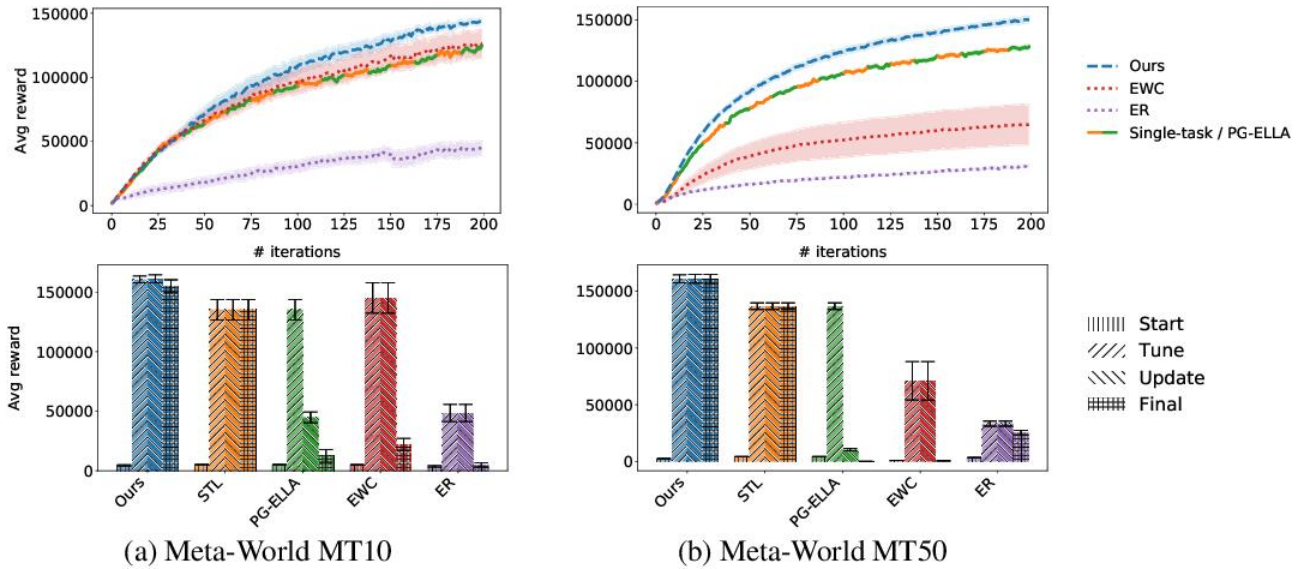 150000
100000
50000
0
Avg reward
0 25 50 75 100 125 150 175 200
# iterations
150000
100000
50000
0
0 25 50 75 100 125 150 175 200
# iterations
Ours
EWC
ER
Single-task / PG-ELLA
150000
100000
50000
0
Avg reward
Ours STL PG-ELLA EWC ER
150000
100000
50000
0
Ours STL PG-ELLA EWC ER
Start
Tune
Update
Final
(a) Meta-World MT10
(b) Meta-World MT50